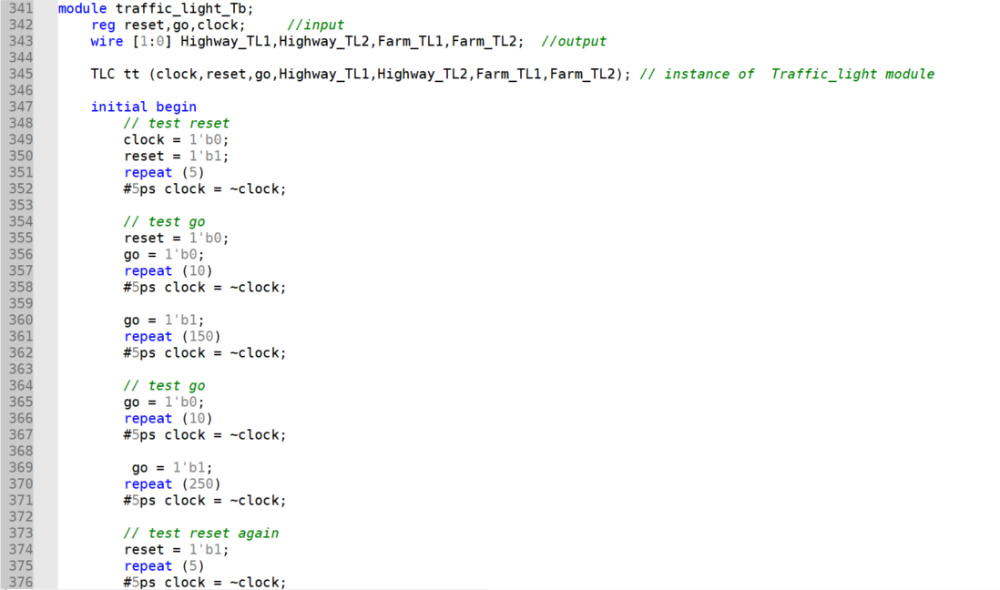 341 module traffic_light_Tb;
342 reg reset,go,clock; //input
343 wire [1:0] Highway_TL1,Highway_TL2,Farm_TL1,Farm_TL2; //output
344
345 TLC tt (clock,reset,go,Highway_TL1,Highway_TL2,Farm_TL1,Farm_TL2); // instance of Traffic_light module
346
347 initial begin
348 // test reset
349 clock = 1'b0;
350 reset = 1'b1;
351 repeat (5)
352 #5ps clock = ~clock;
353
354 // test go
355 reset = 1'b0;
356 go = 1'b0;
357 repeat (10)
358 #5ps clock = ~clock;
359
360 go = 1'b1;
361 repeat (150)
362 #5ps clock = ~clock;
363
364 // test go
365 go = 1'b0;
366 repeat (10)
367 #5ps clock = ~clock;
368
369 go = 1'b1;
370 repeat (250)
371 #5ps clock = ~clock;
372
373 // test reset again
374 reset = 1'b1;
375 repeat (5)
376 #5ps clock = ~clock;